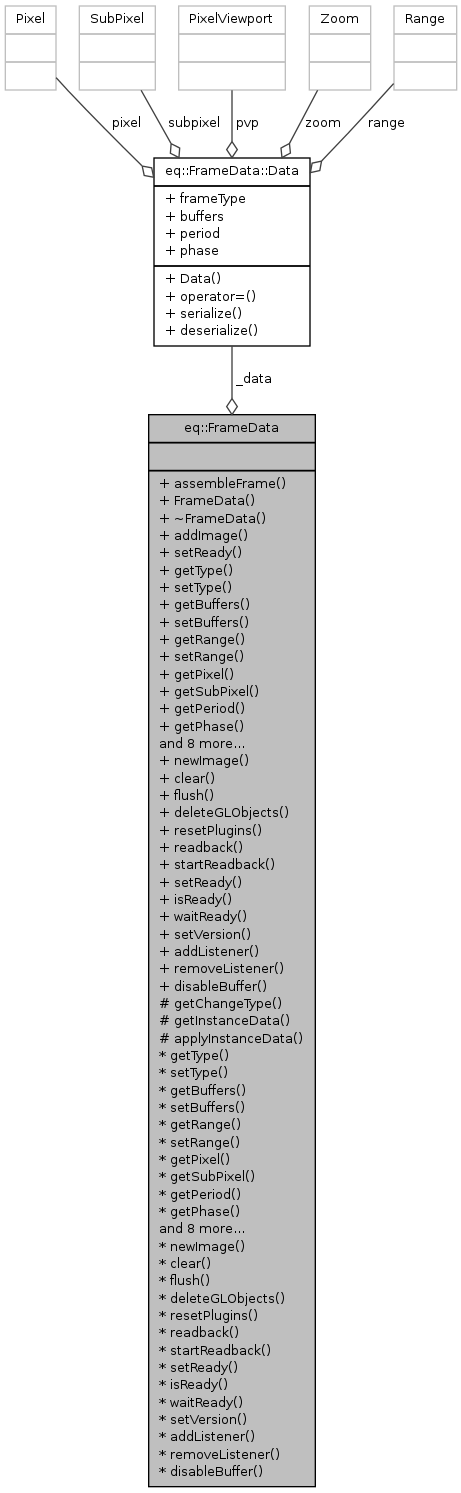 Pixel
SubPixel
PixelViewport
Zoom
Range
pixel
subpixel
pvp
zoom
range
eq::FrameData::Data
+ frameType
+ buffers
+ period
+ phase
+ Data()
+ operator=()
+ serialize()
+ deserialize()
_data
eq::FrameData
+ assembleFrame()
+ FrameData()
+ ~FrameData()
+ addImage()
+ setReady()
+ getType()
+ setType()
+ getBuffers()
+ setBuffers()
+ getRange()
+ setRange()
+ getPixel()
+ getSubPixel()
+ getPeriod()
+ getPhase()
and 8 more...
+ newImage()
+ clear()
+ flush()
+ deleteGLObjects()
+ resetPlugins()
+ readback()
+ startReadback()
+ setReady()
+ isReady()
+ waitReady()
+ setVersion()
+ addListener()
+ removeListener()
+ disableBuffer()
# getChangeType()
# getInstanceData()
# applyInstanceData()
* getType()
* setType()
* getBuffers()
* setBuffers()
* getRange()
* setRange()
* getPixel()
* getSubPixel()
* getPeriod()
* getPhase()
and 8 more...
* newImage()
* clear()
* flush()
* deleteGLObjects()
* resetPlugins()
* readback()
* startReadback()
* setReady()
* isReady()
* waitReady()
* setVersion()
* addListener()
* removeListener()
* disableBuffer()